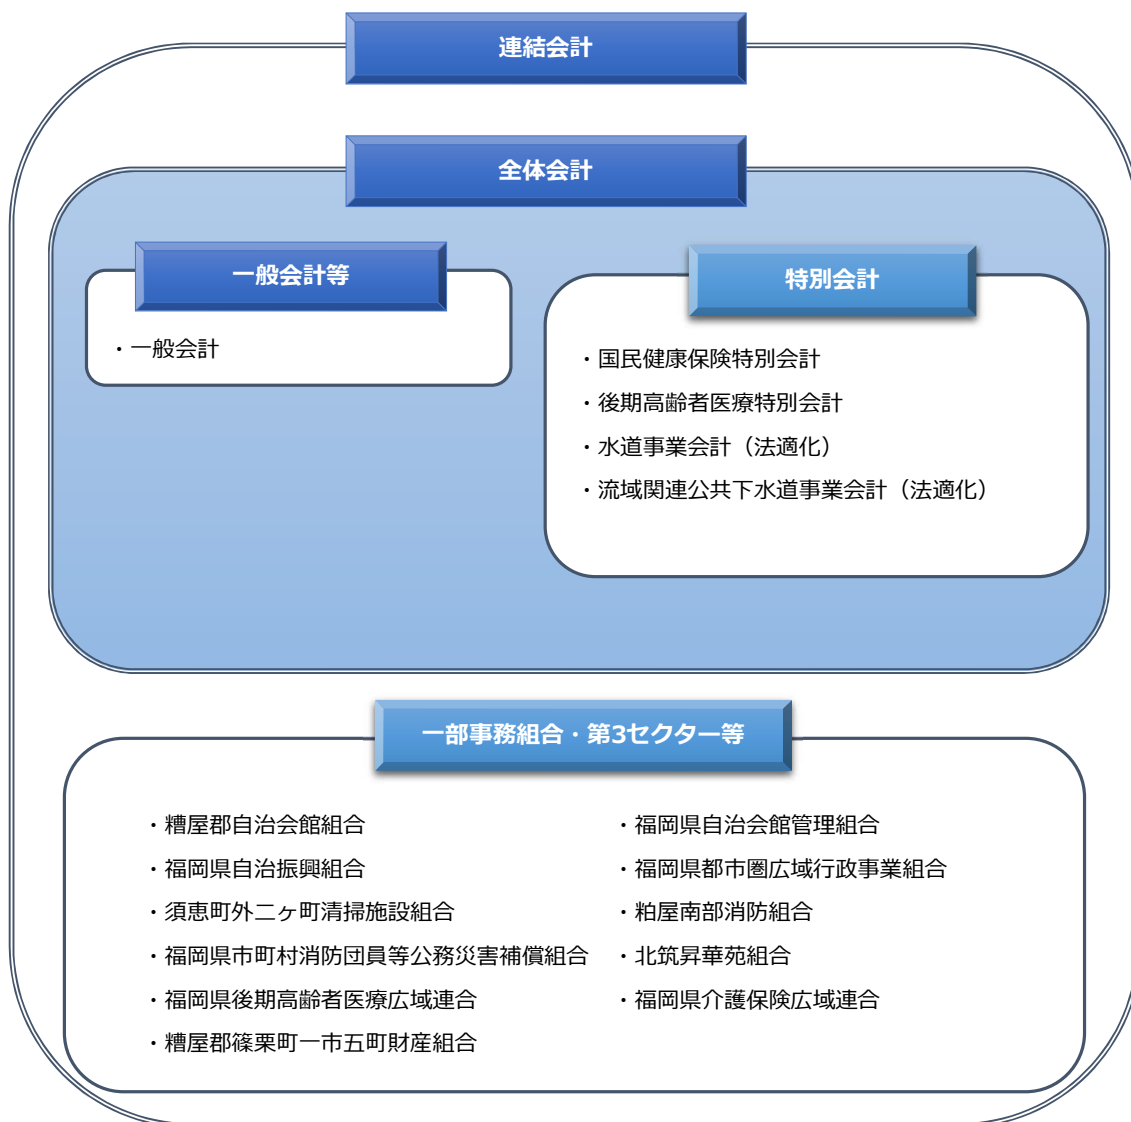 連結会計
全体会計
一般会計等
・一般会計
特別会計
・国民健康保険特別会計
・後期高齢者医療特別会計
・水道事業会計（法適化）
・流域関連公共下水道事業会計（法適化）
一部事務組合・第3セクター等
・糟屋郡自治会館組合
・福岡県自治振興組合
・須恵町外二ヶ町清掃施設組合
・福岡県市町村消防団員等公務災害補償組合
・福岡県後期高齢者医療広域連合
・糟屋郡篠栗町一市五町財産組合
・福岡県自治会館管理組合
・福岡県都市圏広域行政事業組合
・粕屋南部消防組合
・北筑昇華苑組合
・福岡県介護保険広域連合